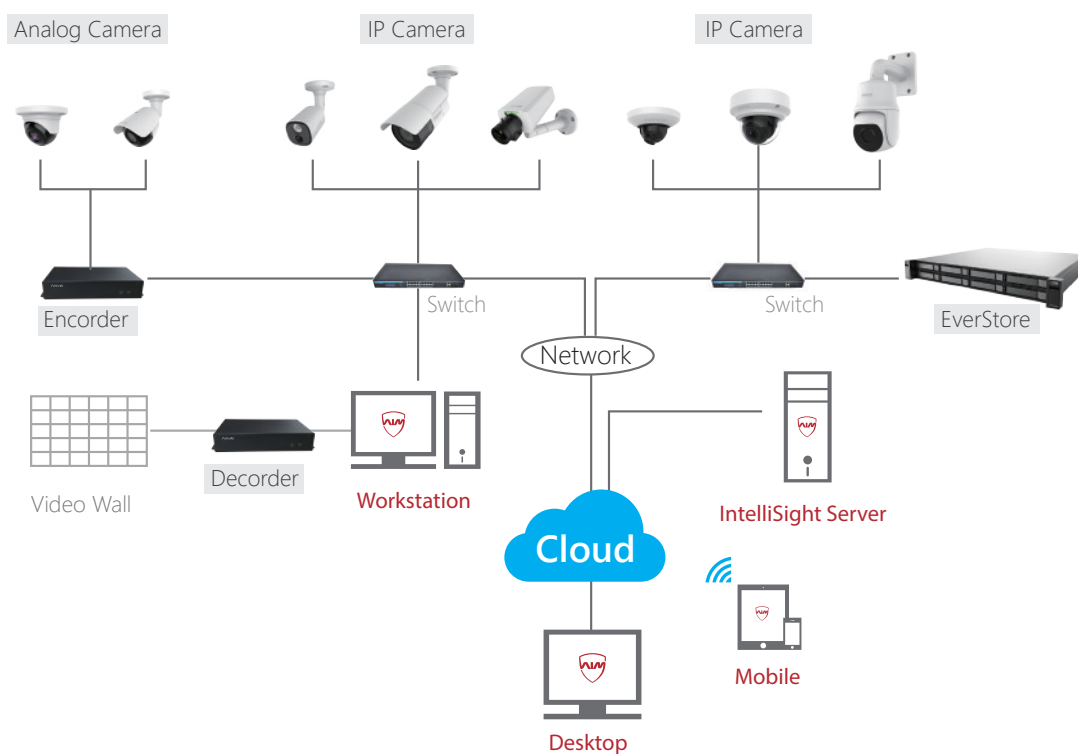 Analog Camera
IP Camera
IP Camera
Switch
Switch
Encorder
EverStore
Network
Decorder
Video Wall
Workstation
IntelliSight Server
Cloud
Mobile
Desktop